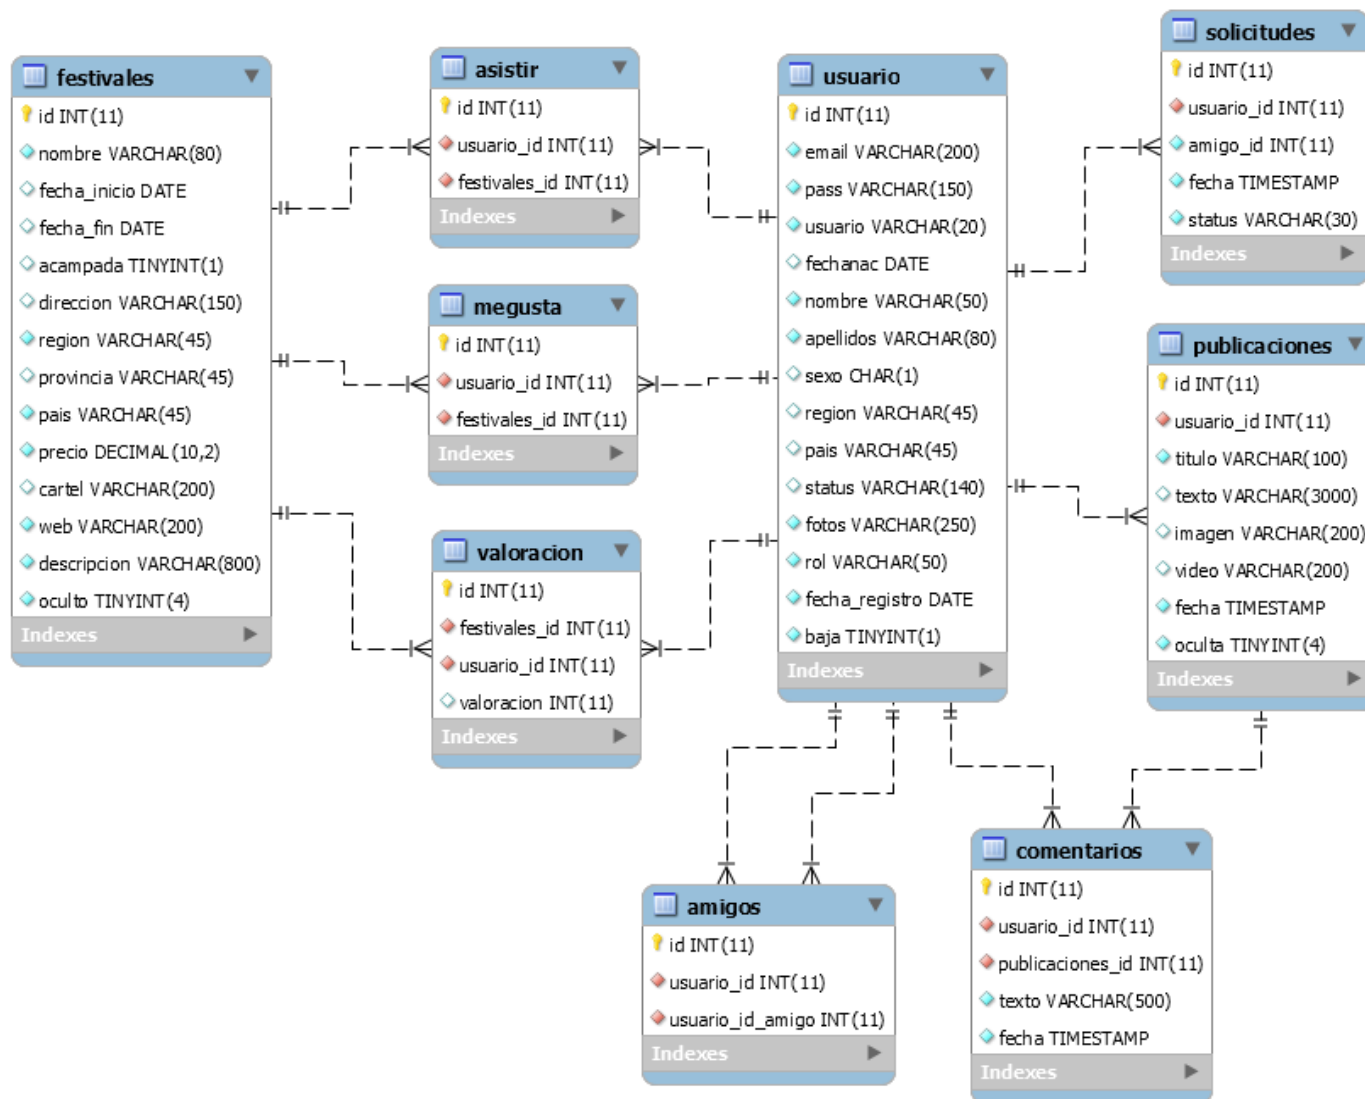 festivales
id INT(11)
nombre VARCHAR(80)
fecha_inicio DATE
fecha_fin DATE
acampada TINYINT(1)
direccion VARCHAR(150)
region VARCHAR(45)
provincia VARCHAR(45)
pais VARCHAR(45)
precio DECIMAL(10,2)
cartel VARCHAR(200)
web VARCHAR(200)
descripcion VARCHAR(800)
oculto TINYINT(4)
Indexes
asistir
id INT(11)
usuario_id INT(11)
festivales_id INT(11)
Indexes
megusta
id INT(11)
usuario_id INT(11)
festivales_id INT(11)
Indexes
valoracion
id INT(11)
festivales_id INT(11)
usuario_id INT(11)
valoracion INT(11)
Indexes
usuario
id INT(11)
email VARCHAR(200)
pass VARCHAR(150)
usuario VARCHAR(20)
fechanac DATE
nombre VARCHAR(50)
apellidos VARCHAR(80)
sexo CHAR(1)
region VARCHAR(45)
pais VARCHAR(45)
status VARCHAR(140)
fotos VARCHAR(250)
rol VARCHAR(50)
fecha_registro DATE
baja TINYINT(1)
Indexes
solicitudes
id INT(11)
usuario_id INT(11)
amigo_id INT(11)
fecha TIMESTAMP
status VARCHAR(30)
Indexes
publicaciones
id INT(11)
usuario_id INT(11)
titulo VARCHAR(100)
texto VARCHAR(3000)
imagen VARCHAR(200)
video VARCHAR(200)
fecha TIMESTAMP
oculta TINYINT(4)
Indexes
amigos
id INT(11)
usuario_id INT(11)
usuario_id_amigo INT(11)
Indexes
comentarios
id INT(11)
usuario_id INT(11)
publicaciones_id INT(11)
texto VARCHAR(500)
fecha TIMESTAMP
Indexes